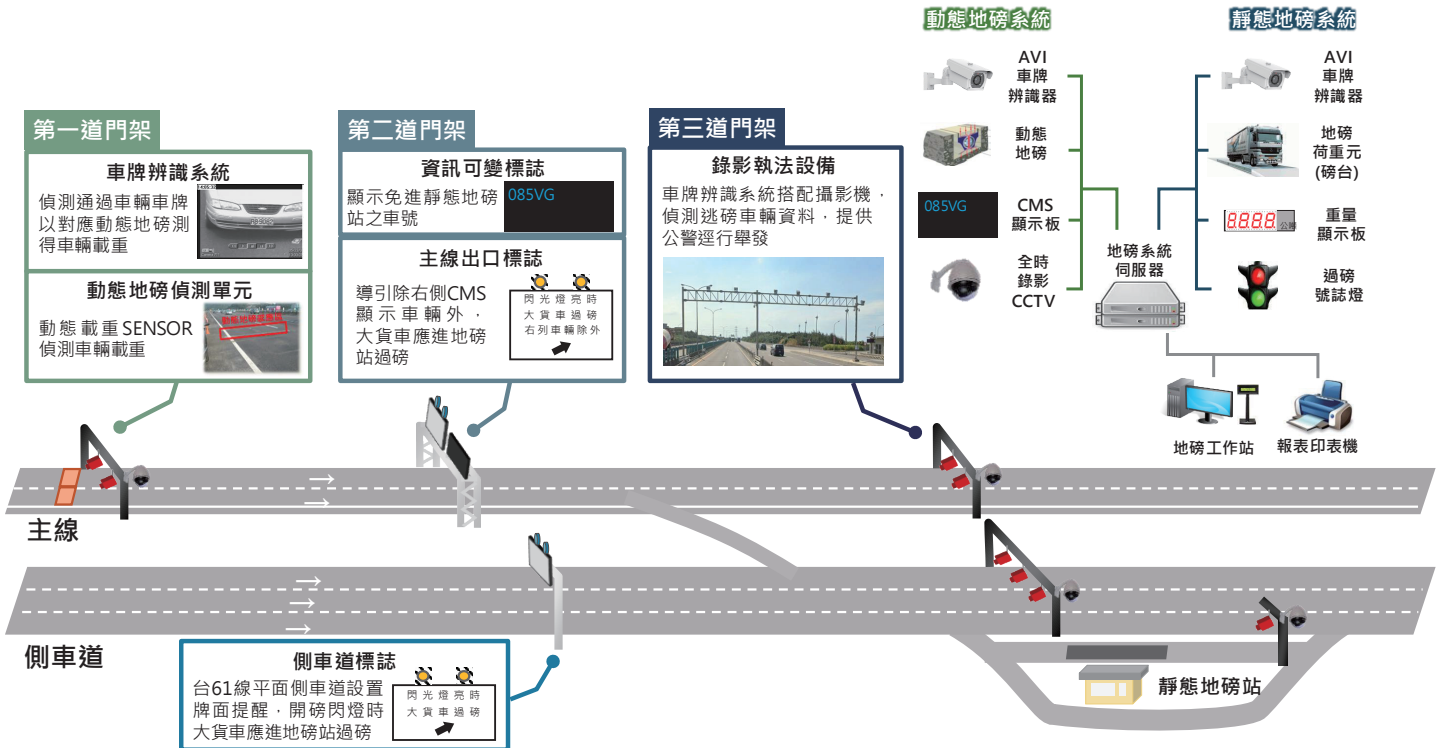 第一道門架
車牌辨識系統
偵測通過車輛車牌
以對應動態地磅測
得車輛載重
動態地磅偵測單元
動態載重SENSOR
偵測車輛載重
第二道門架
資訊可變標誌
顯示免進靜態地磅
站之車號
085VG
主線出口標誌
導引除右側CMS
顯示車輛外，
大貨車應進地磅
站過磅
閃光燈亮時
大貨車過磅
右列車輛除外
第三道門架
錄影執法設備
車牌辨識系統搭配攝影機，
偵測逃磅車輛資料，提供
公警逕行舉發
動態地磅系統
AVI
車牌
辨識器
動態
地磅
085VG
CMS
顯示板
全時
錄影
CCTV
靜態地磅系統
AVI
車牌
辨識器
地磅
荷重元
(磅台)
8888
重量
顯示板
過磅
號誌燈
地磅系統
伺服器
地磅工作站
報表印表機
主線
側車道
側車道標誌
台61線平面側車道設置
牌面提醒，開磅閃燈時
大貨車應進地磅站過磅
閃光燈亮時
大貨車過磅
靜態地磅站